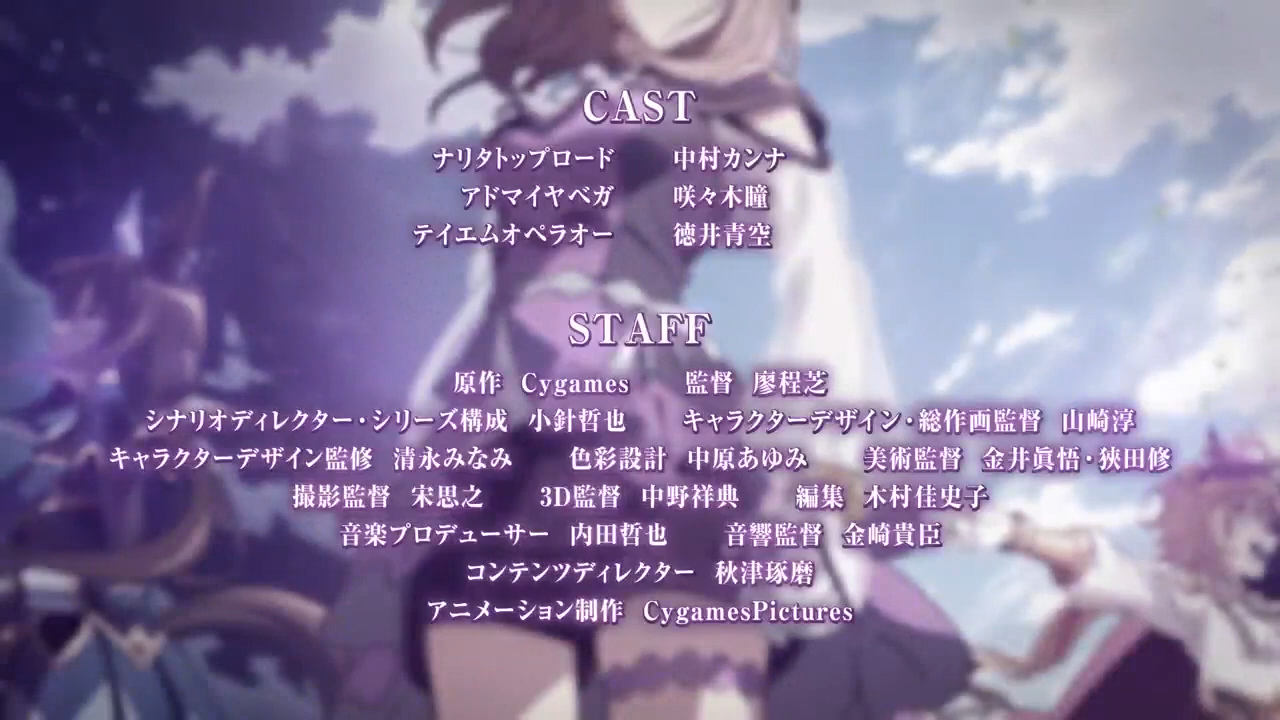 CAST
ナリタトップロード 中村カンナ
アドマイヤベガ 咲々木瞳
テイエムオペラオー 徳井青空
STAFF
原作 Cygames 監督 廖程芝
シナリオディレクター・シリーズ構成 小針哲也 キャラクターデザイン・総作画監督 山崎淳
キャラクターデザイン監修 清永みなみ 色彩設計 中原あゆみ 美術監督 金井眞悟・狹田修
撮影監督 宋思之 3D監督 中野祥典 編集 木村佳史子
音楽プロデューサー 内田哲也 音響監督 金崎貴臣
コンテンツディレクター 秋津琢磨
アニメーション制作 CygamesPictures